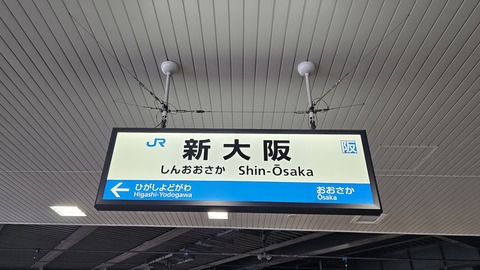 JR
阪
新大阪
しんおおさか Shin-Ōsaka
ひがしよどがわ
Higashi-Yodogawa
おおさか
Ōsaka